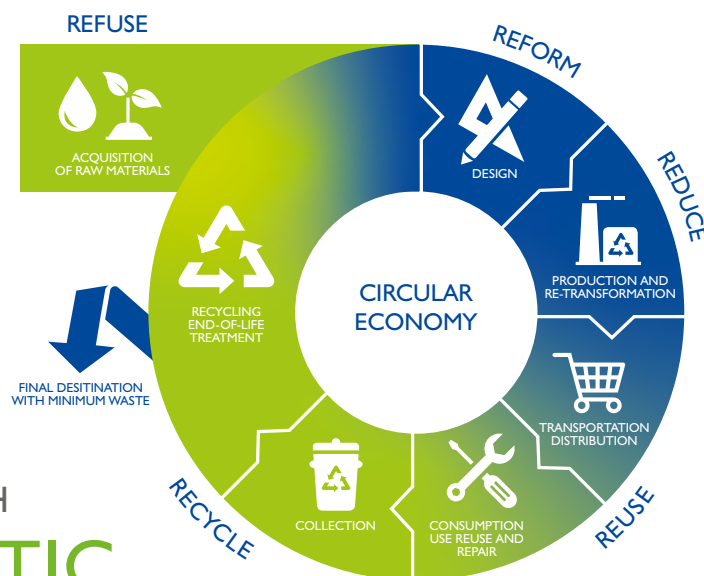 REFUSE
ACQUISITION
OF RAW MATERIALS
REFORM
DESIGN
REDUCE
PRODUCTION AND
RE-TRANSFORMATION
CIRCULAR
ECONOMY
RECYCLING
END-OF-LIFE
TREATMENT
TRANSPORTATION
DISTRIBUTION
REUSE
CONSUMPTION
USE REUSE AND
REPAIR
COLLECTION
RECYCLE
FINAL DESITINATION
WITH MINIMUM WASTE
H
TIC